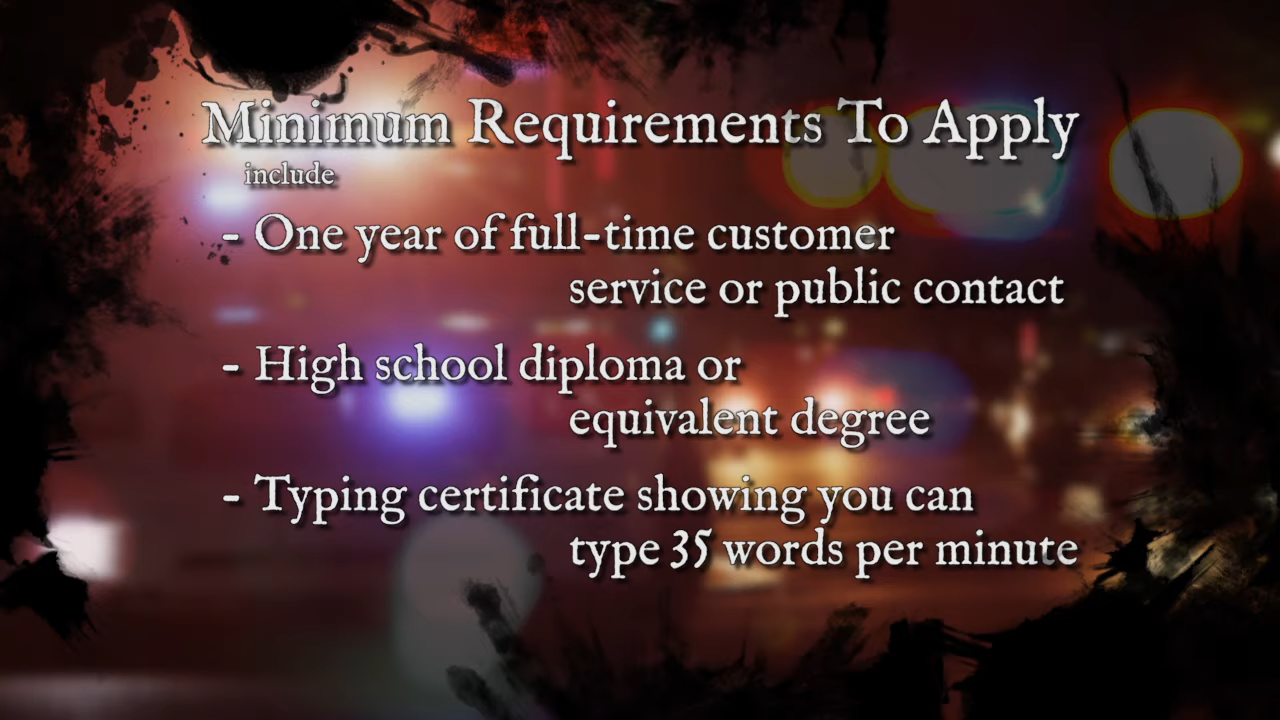 Minimum Requirements To Apply
include
- One year of full-time customer
service or public contact
- High school diploma or
equivalent degree
- Typing certificate showing you can
type 35 words per minute